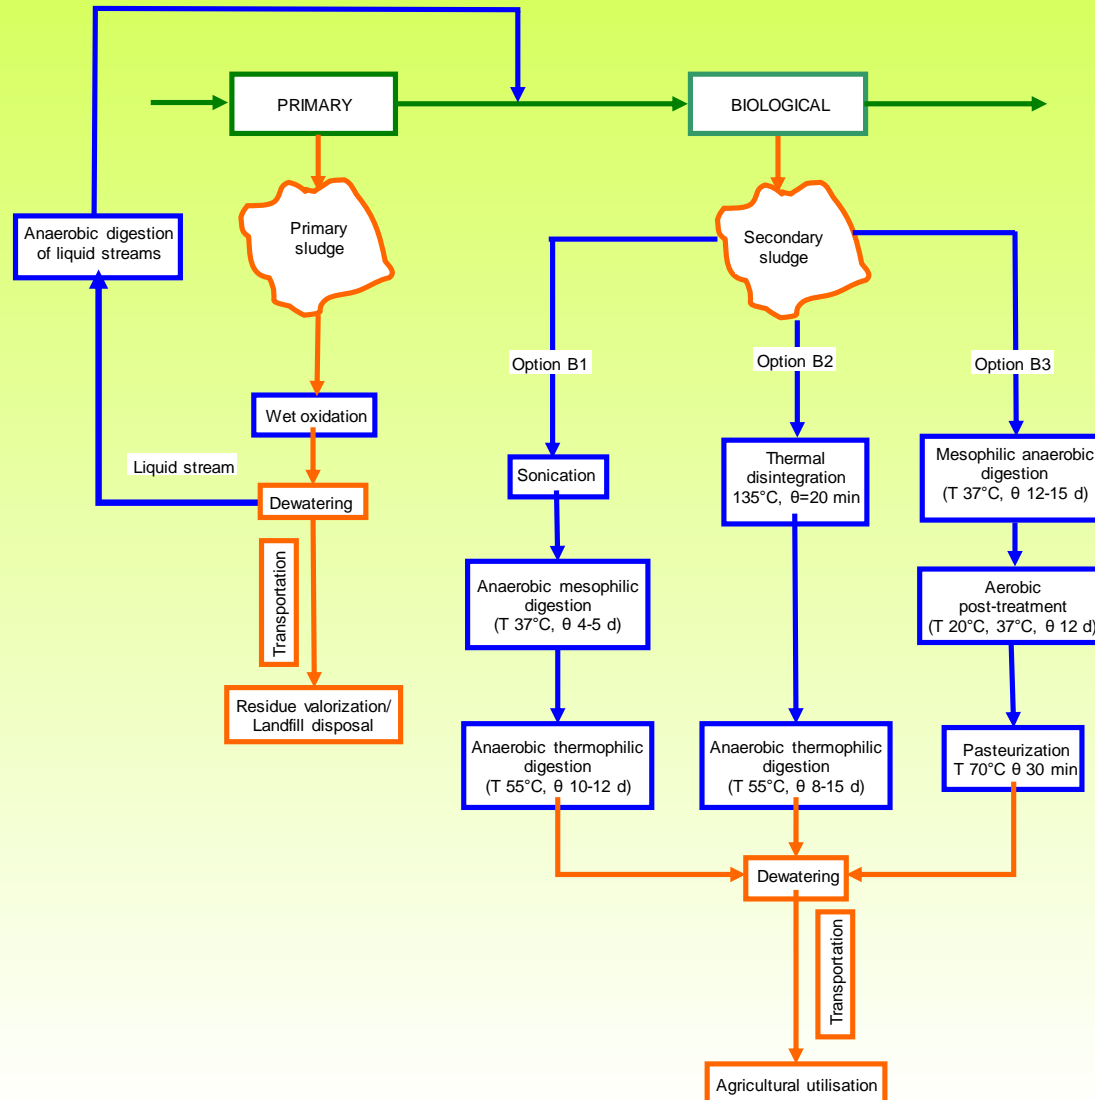 PRIMARY
BIOLOGICAL
Anaerobic digestion
of liquid streams
Primary
sludge
Secondary
sludge
Option B1
Option B2
Option B3
Wet oxidation
Liquid stream
Dewatering
Transportation
Residue valorization/
Landfill disposal
Sonication
Anaerobic mesophilic
digestion
(T 37°C, θ 4-5 d)
Anaerobic thermophilic
digestion
(T 55°C, θ 10-12 d)
Thermal
disintegration
135°C, θ=20 min
Anaerobic thermophilic
digestion
(T 55°C, θ 8-15 d)
Mesophilic anaerobic
digestion
(T 37°C, θ 12-15 d)
Aerobic
post-treatment
(T 20°C, 37°C, θ 12 d)
Pasteurization
T 70°C θ 30 min
Dewatering
Transportation
Agricultural utilisation